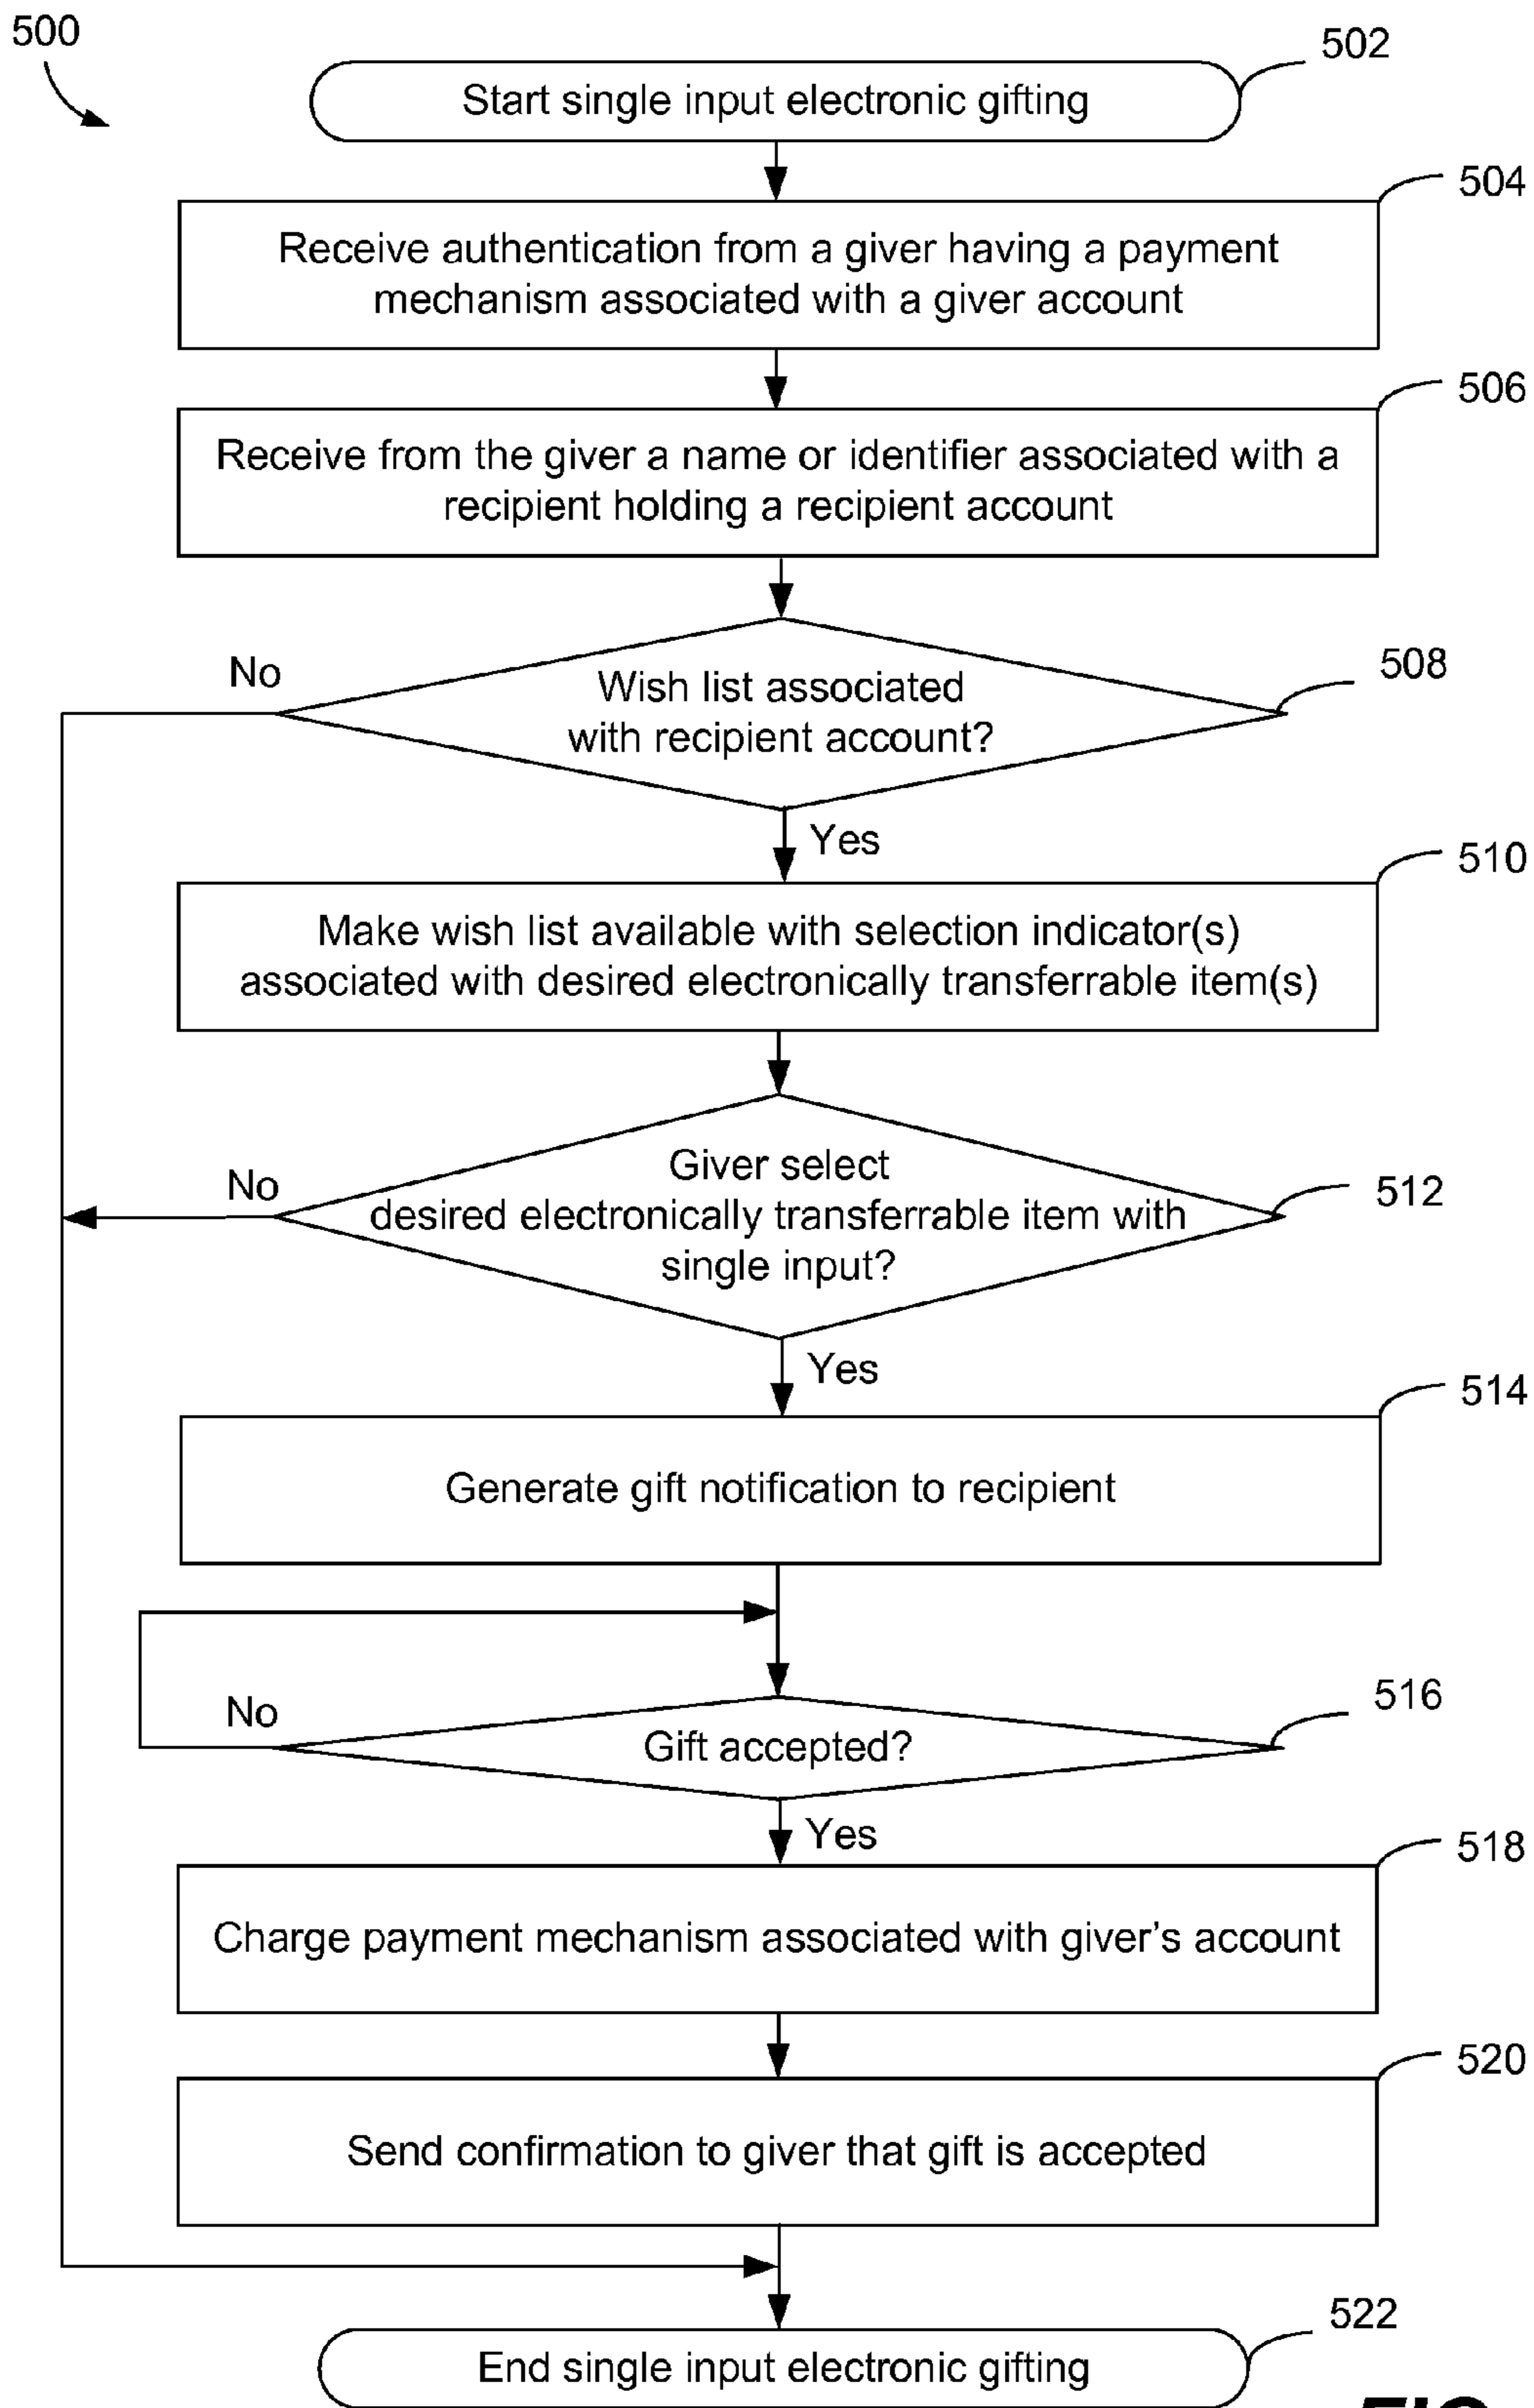 500
502
Start single input electronic gifting
504
Receive authentication from a giver having a payment
mechanism associated with a giver account
506
Receive from the giver a name or identifier associated with a
recipient holding a recipient account
508
No
Wish list associated
with recipient account?
Yes
510
Make wish list available with selection indicator(s)
associated with desired electronically transferrable item(s)
No
Giver select
desired electronically transferrable item with
single input?
512
Yes
514
Generate gift notification to recipient
516
No
Gift accepted?
Yes
518
Charge payment mechanism associated with giver's account
520
Send confirmation to giver that gift is accepted
522
End single input electronic gifting